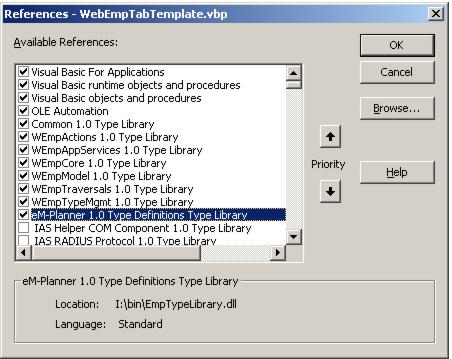 References - WebEmpTabTemplate.vbp
Available References:
OK
Cancel
Browse...
Help
Visual Basic For Applications
Visual Basic runtime objects and procedures
Visual Basic objects and procedures
OLE Automation
Common 1.0 Type Library
WEmpActions 1.0 Type Library
WEmpAppServices 1.0 Type Library
WEmpCore 1.0 Type Library
WEmpModel 1.0 Type Library
WEmpTraversals 1.0 Type Library
WEmpTypeMgmt 1.0 Type Library
eM-Planner 1.0 Type Definitions Type Library
IAS Helper COM Component 1.0 Type Library
IAS RADIUS Protocol 1.0 Type Library
Priority
eM-Planner 1.0 Type Definitions Type Library
Location: I:\bin\EmpTypeLibrary.dll
Language: Standard